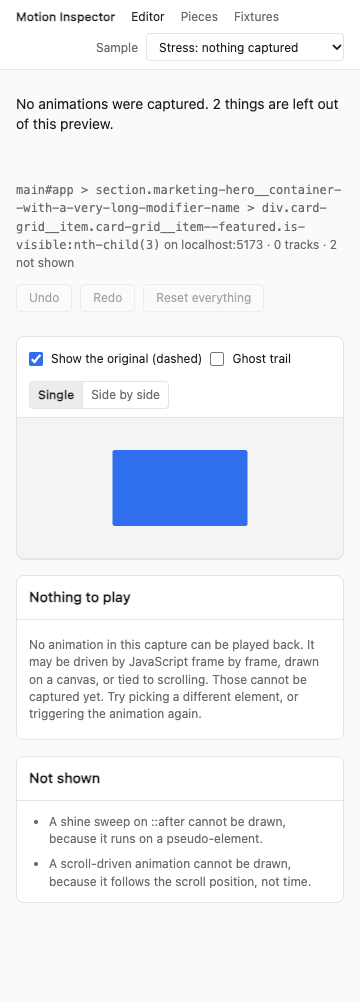 Motion Inspector Editor Pieces Fixtures
Sample Stress: nothing captured
No animations were captured. 2 things are left out
of this preview.
main#app > section.marketing-hero__container-
-with-a-very-long-modifier-name > div.card-
grid__item.card-grid__item--featured.is-
visible:nth-child(3) on localhost:5173 · 0 tracks · 2
not shown
Undo Redo Reset everything
Show the original (dashed) Ghost trail
Single Side by side
Nothing to play
No animation in this capture can be played back. It
may be driven by JavaScript frame by frame, drawn
on a canvas, or tied to scrolling. Those cannot be
captured yet. Try picking a different element, or
triggering the animation again.
Not shown
• A shine sweep on ::after cannot be drawn,
because it runs on a pseudo-element.
• A scroll-driven animation cannot be drawn,
because it follows the scroll position, not time.